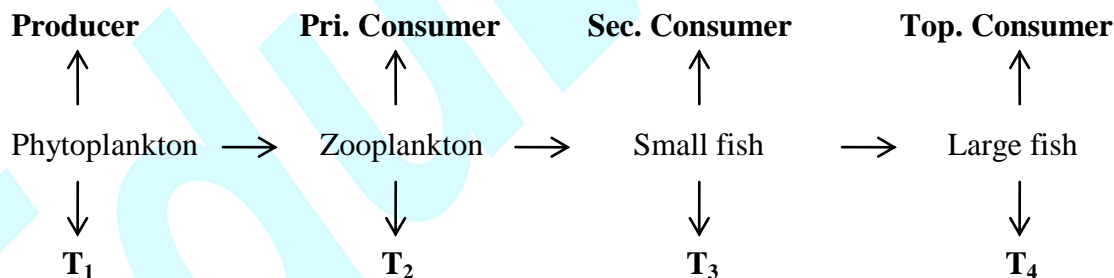 Producer Pri. Consumer Sec. Consumer Top. Consumer
Phytoplankton → Zooplankton → Small fish → Large fish
T₁ T₂ T₃ T₄